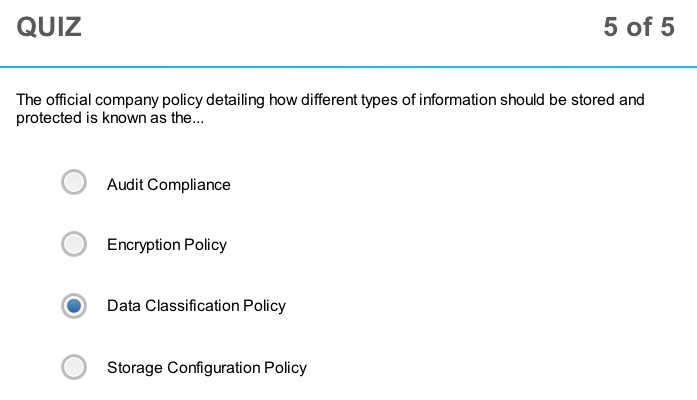 QUIZ
5 of 5
The official company policy detailing how different types of information should be stored and
protected is known as the...
Audit Compliance
Encryption Policy
Data Classification Policy
Storage Configuration Policy